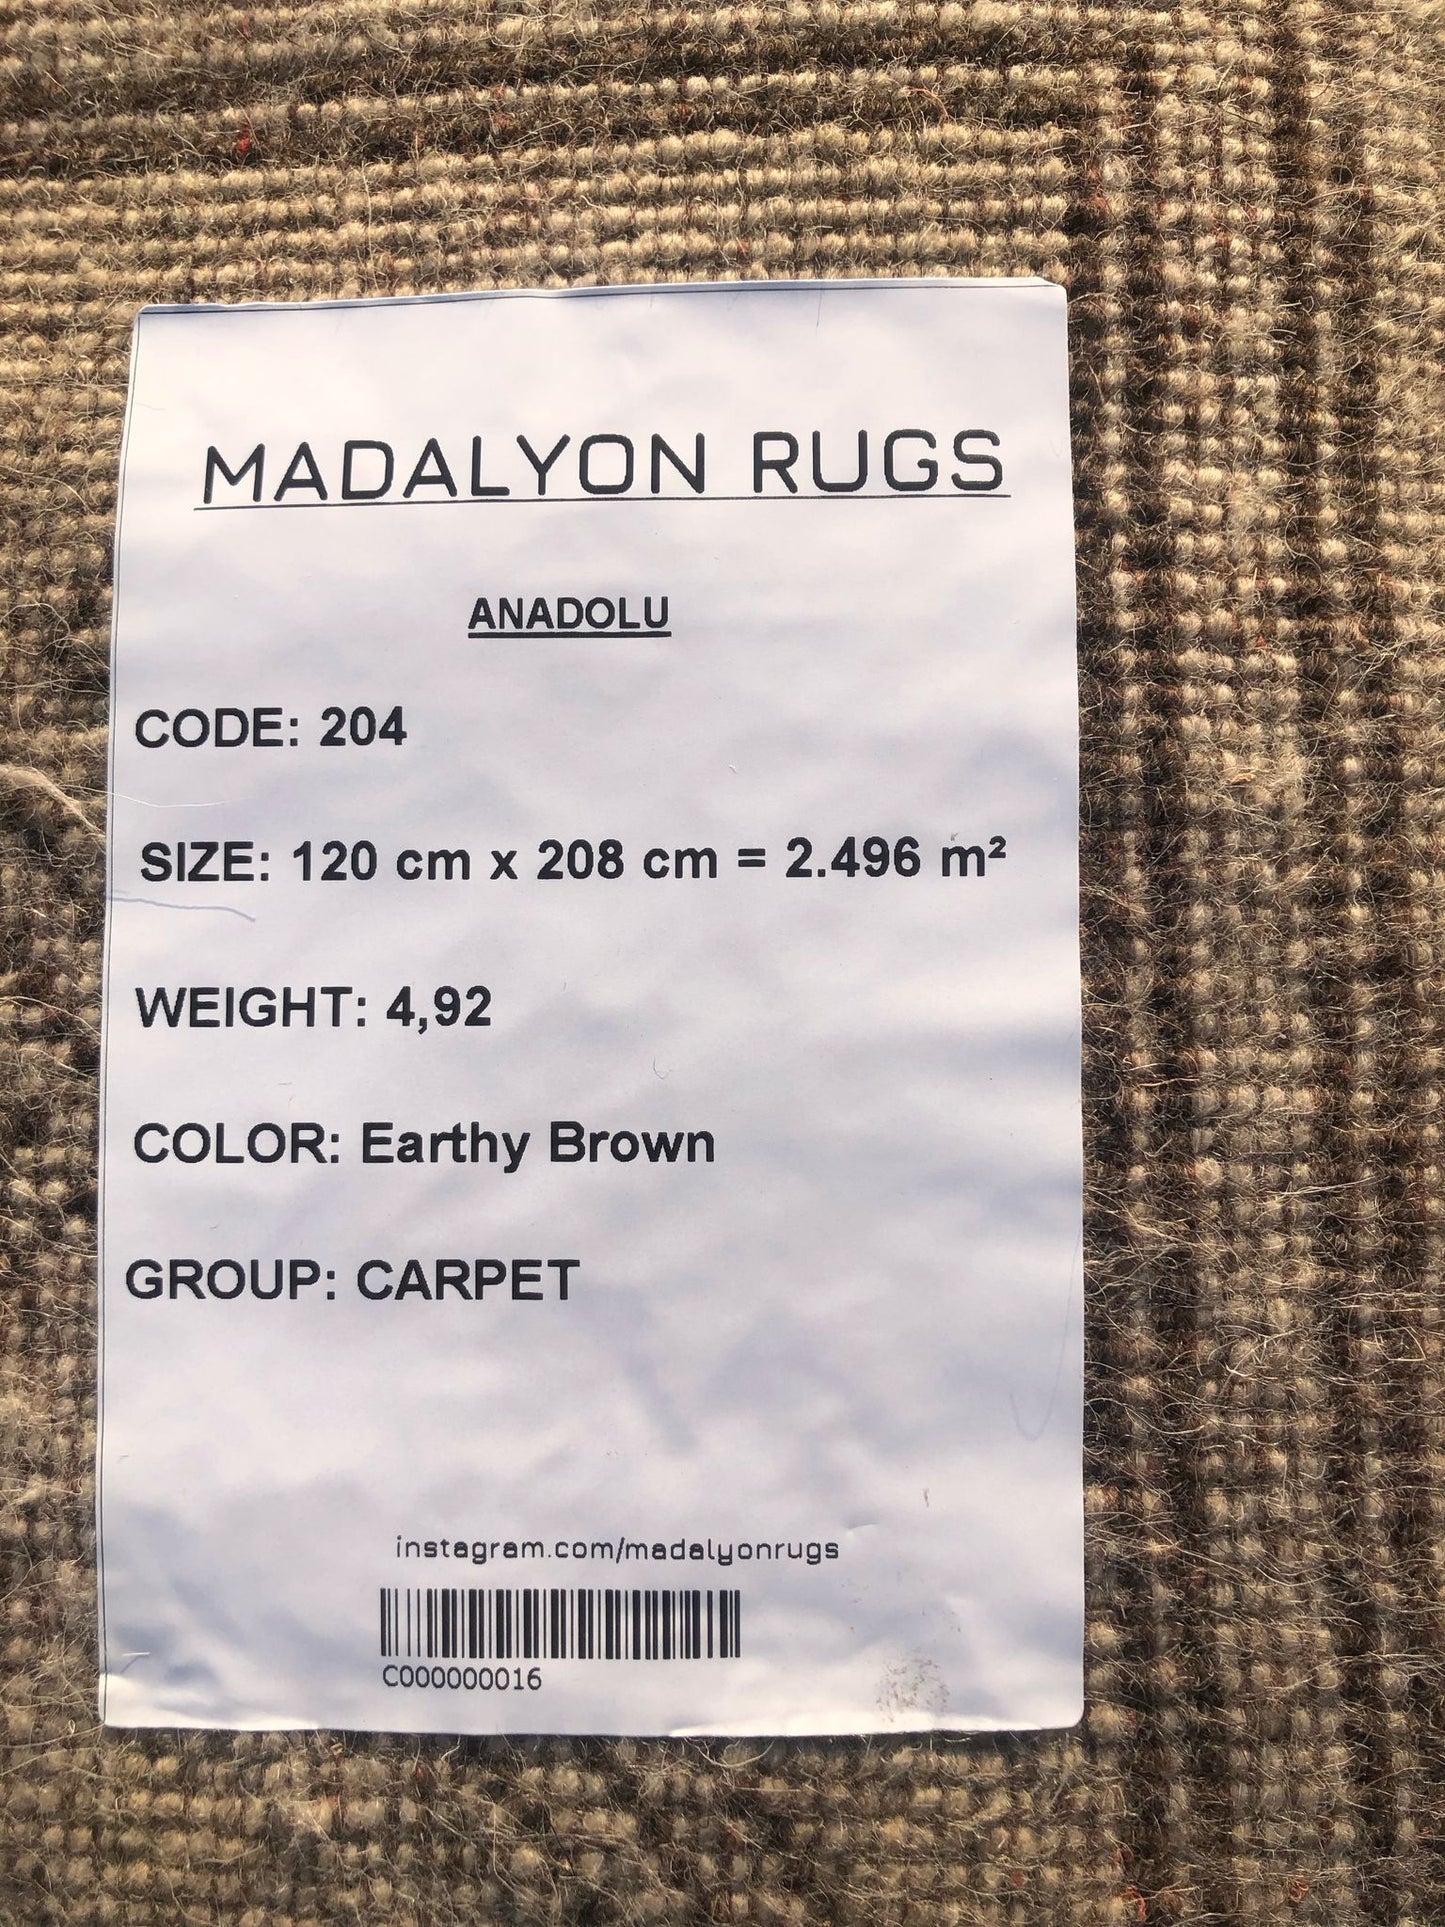 MADALYON RUGS
ANADOLU
CODE: 204
SIZE: 120 cm x 208 cm = 2.496 m²
WEIGHT: 4,92
COLOR: Earthy Brown
GROUP: CARPET
instagram.com/madalyonrugs
C000000016